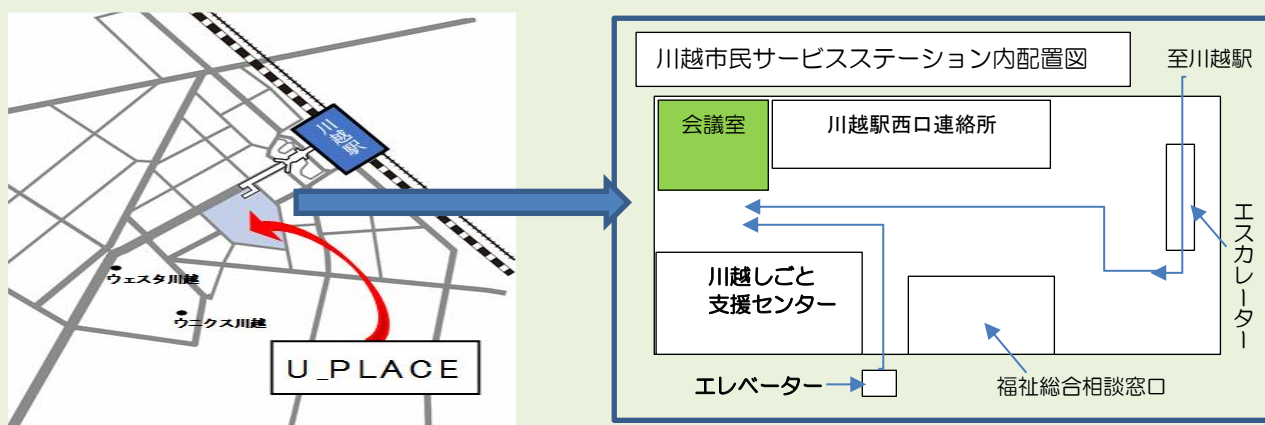 川越駅
ウェスタ川越
ウニクス川越
U_PLACE
川越市民サービスステーション内配置図
至川越駅
会議室
川越駅西口連絡所
エスカレーター
川越しごと
支援センター
エレベーター
福祉総合相談窓口